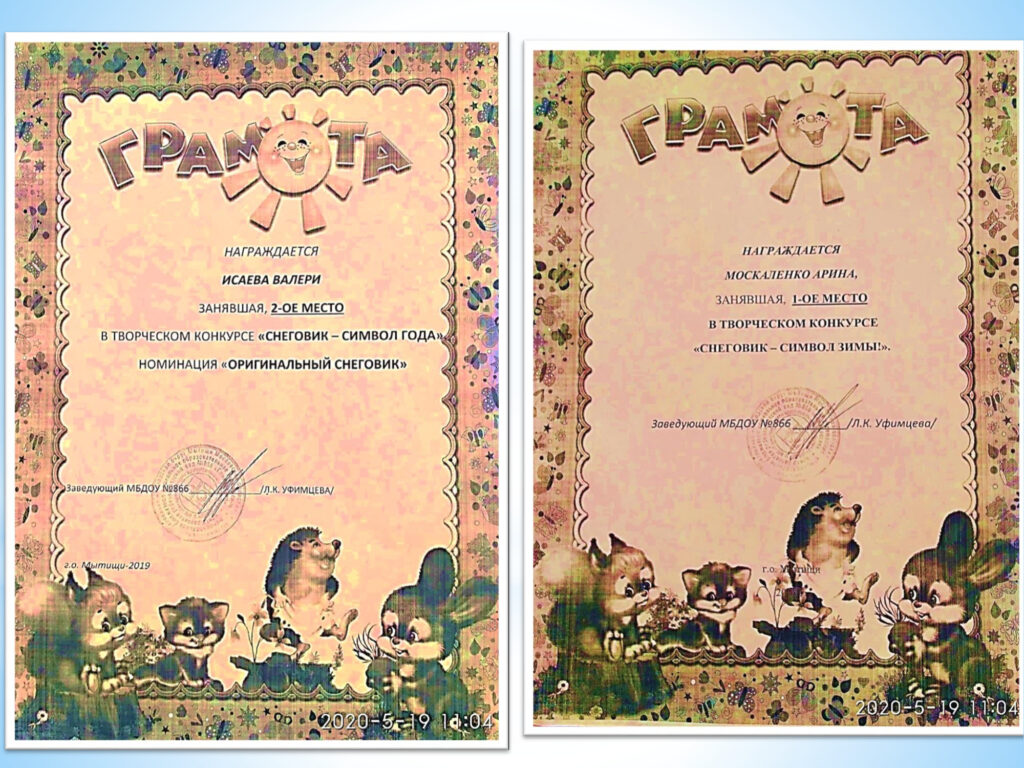 ГРАМОТА
НАГРАЖДАЕТСЯ
ИСАЕВА ВАЛЕРИ
ЗАНЯВШАЯ, 2-ОЕ МЕСТО
В ТВОРЧЕСКОМ КОНКУРСЕ «СНЕГОВИК – СИМВОЛ ГОДА»
НОМИНАЦИЯ «ОРИГИНАЛЬНЫЙ СНЕГОВИК»
Заведующий МБДОУ №866 /Л.К. УФИМЦЕВА/
г.о. Мытищи-2019
2020-5-19 11:04
ГРАМОТА
НАГРАЖДАЕТСЯ
МОСКАЛЕНКО АРИНА,
ЗАНЯВШАЯ, 1-ОЕ МЕСТО
В ТВОРЧЕСКОМ КОНКУРСЕ
«СНЕГОВИК – СИМВОЛ ЗИМЫ!».
Заведующий МБДОУ №866 /Л.К. Уфимцева/
г.о. Мытищи
2020-5-19 11:04